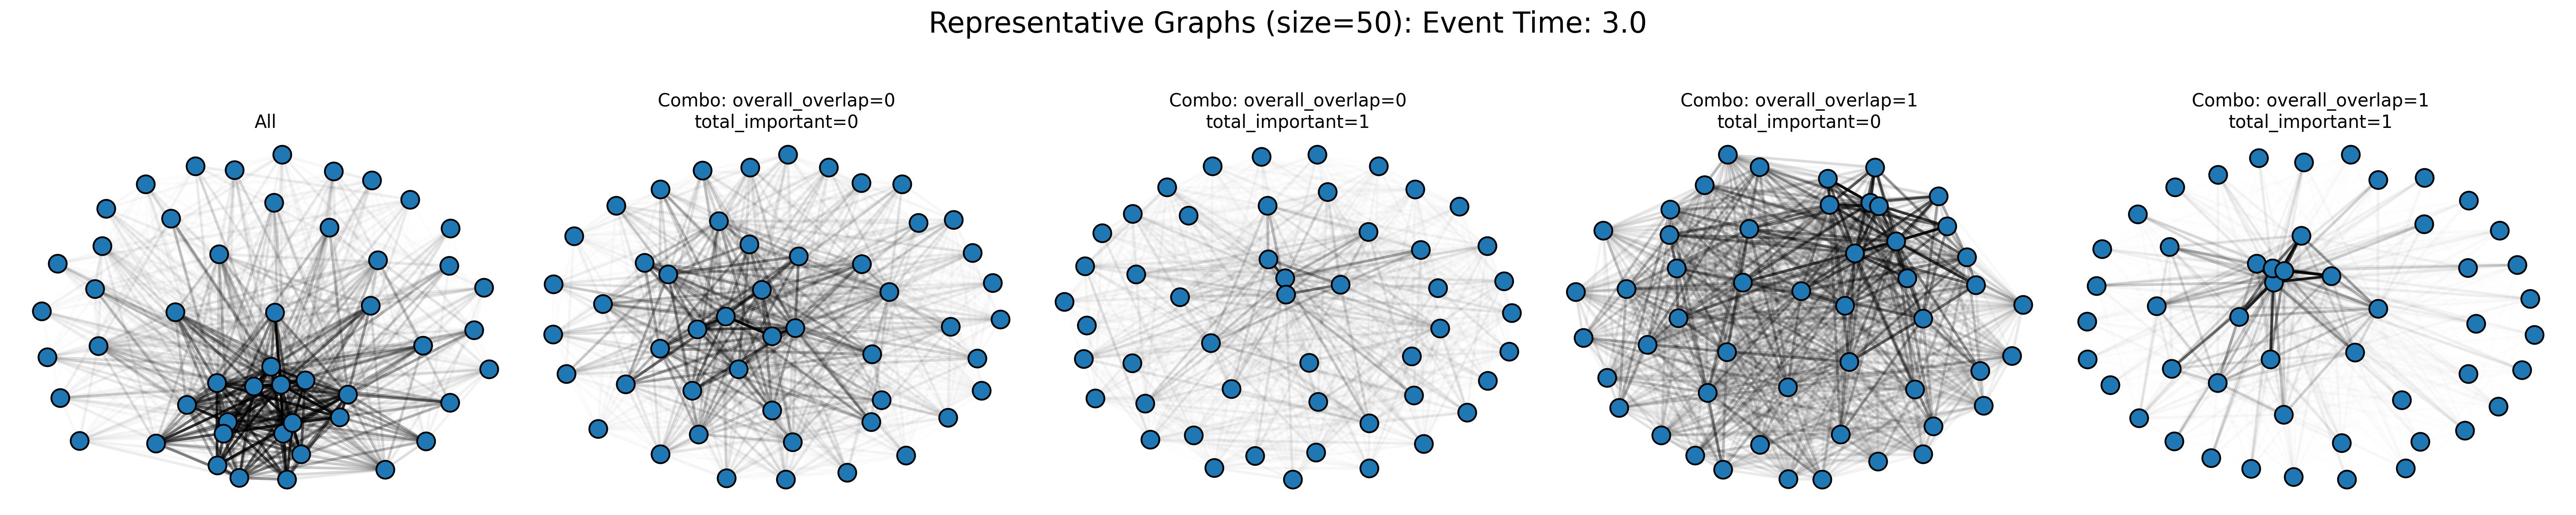 Representative Graphs (size=50): Event Time: 3.0
All
Combo: overall_overlap=0
total_important=0
Combo: overall_overlap=0
total_important=1
Combo: overall_overlap=1
total_important=0
Combo: overall_overlap=1
total_important=1